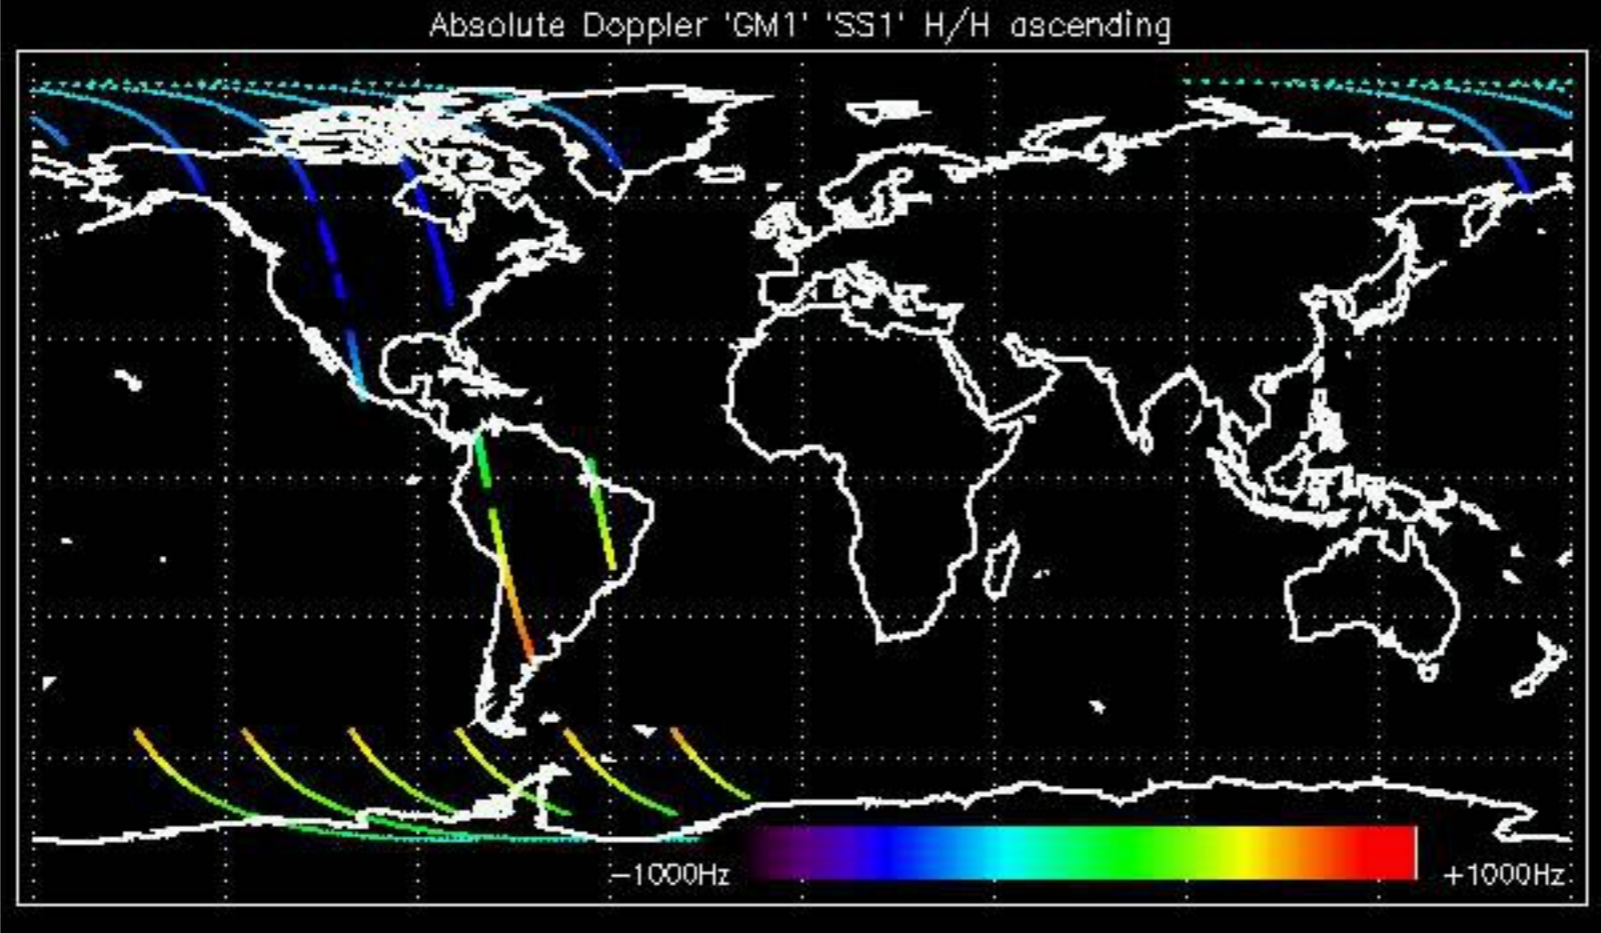 Absolute Doppler 'GM1' 'SS1' H/H ascending
−1000Hz
+1000Hz